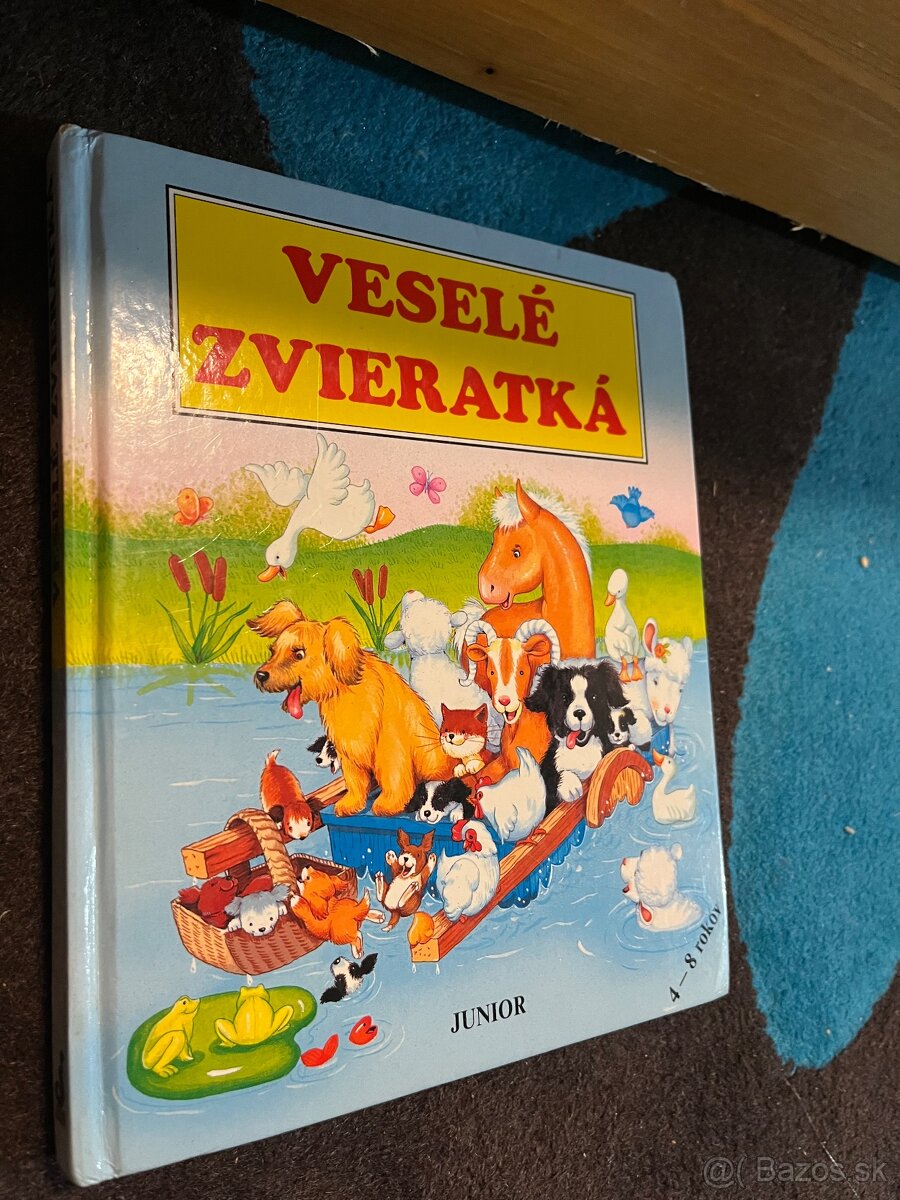 VESELÉ
ZVIERATKÁ
JUNIOR
4 — 8 rokov
@( Bazos.sk